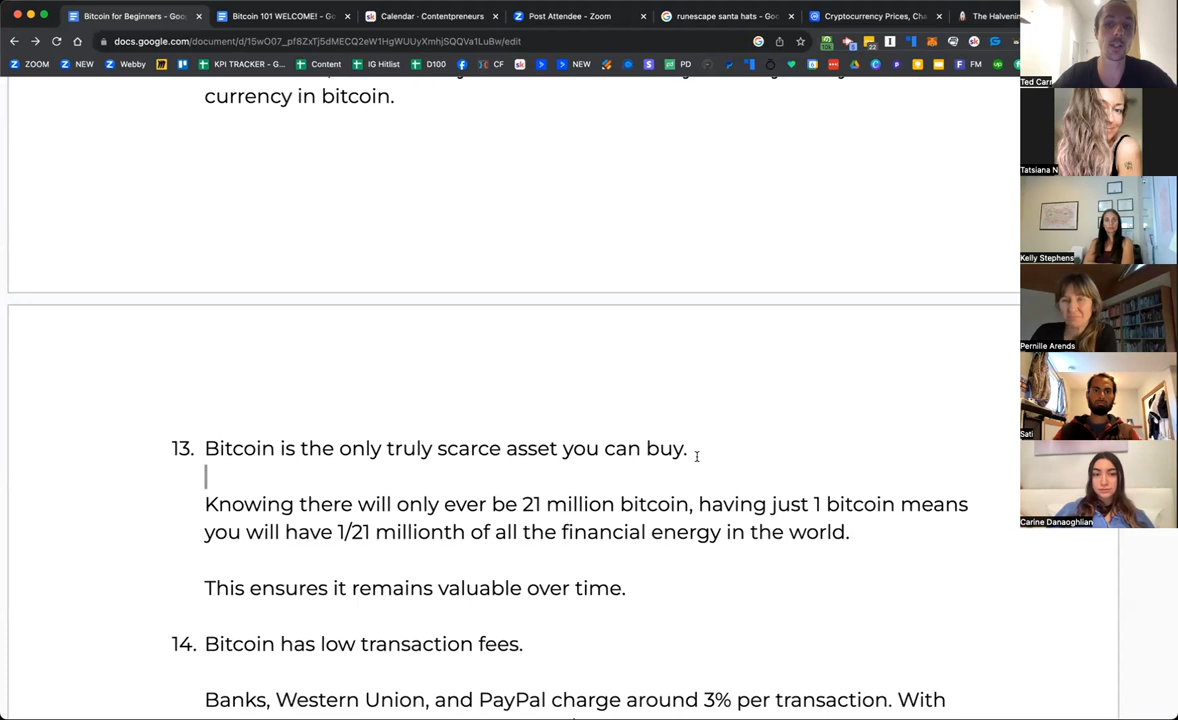 Bitcoin for Beginners - Goo
Bitcoin 101 WELCOME! - Go
Calendar · Contentpreneurs
Post Attendee - Zoom
runescape santa hats - Goo
Cryptocurrency Prices, Cha
The Halvenin
docs.google.com/document/d/15wO07_pf8ZxTj5dMECQ2eW1HgWUUyXmhjSQQVa1LuBw/edit
ZOOM
NEW
Webby
KPI TRACKER - G...
Content
IG Hitlist
D100
CF
NEW
PD
FM
currency in bitcoin.
13. Bitcoin is the only truly scarce asset you can buy.
Knowing there will only ever be 21 million bitcoin, having just 1 bitcoin means
you will have 1/21 millionth of all the financial energy in the world.
This ensures it remains valuable over time.
14. Bitcoin has low transaction fees.
Banks, Western Union, and PayPal charge around 3% per transaction. With
Ted Carr
Tatsiana N
Kelly Stephens
Pernille Arends
Sati
Carine Danaoghlian